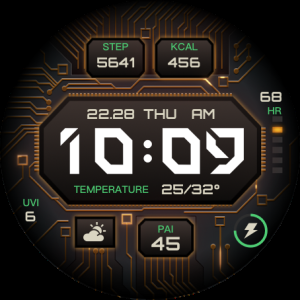 STEP
5641
KCAL
456
68
HR
22.28 THU AM
10:09
TEMPERATURE 25/32°
UVI
6
PAI
45